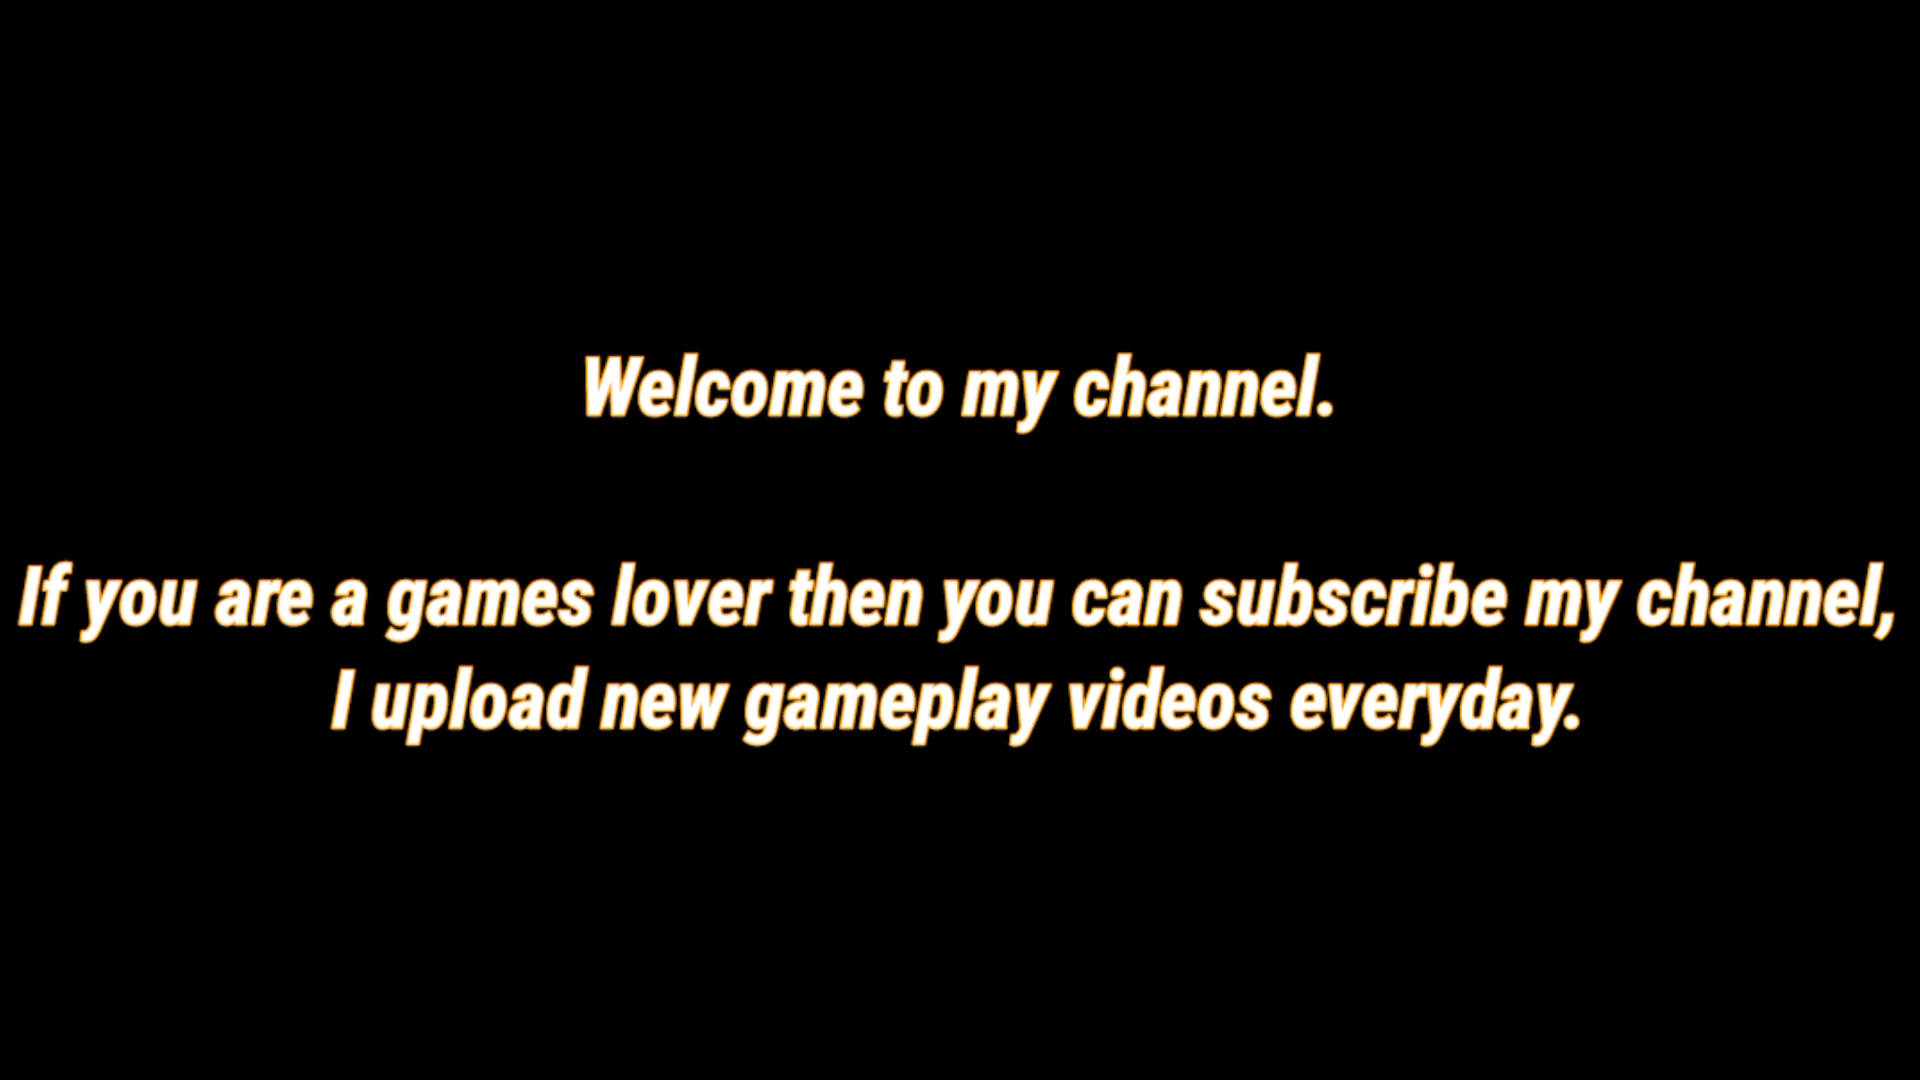 Welcome to my channel.
If you are a games lover then you can subscribe my channel,
I upload new gameplay videos everyday.